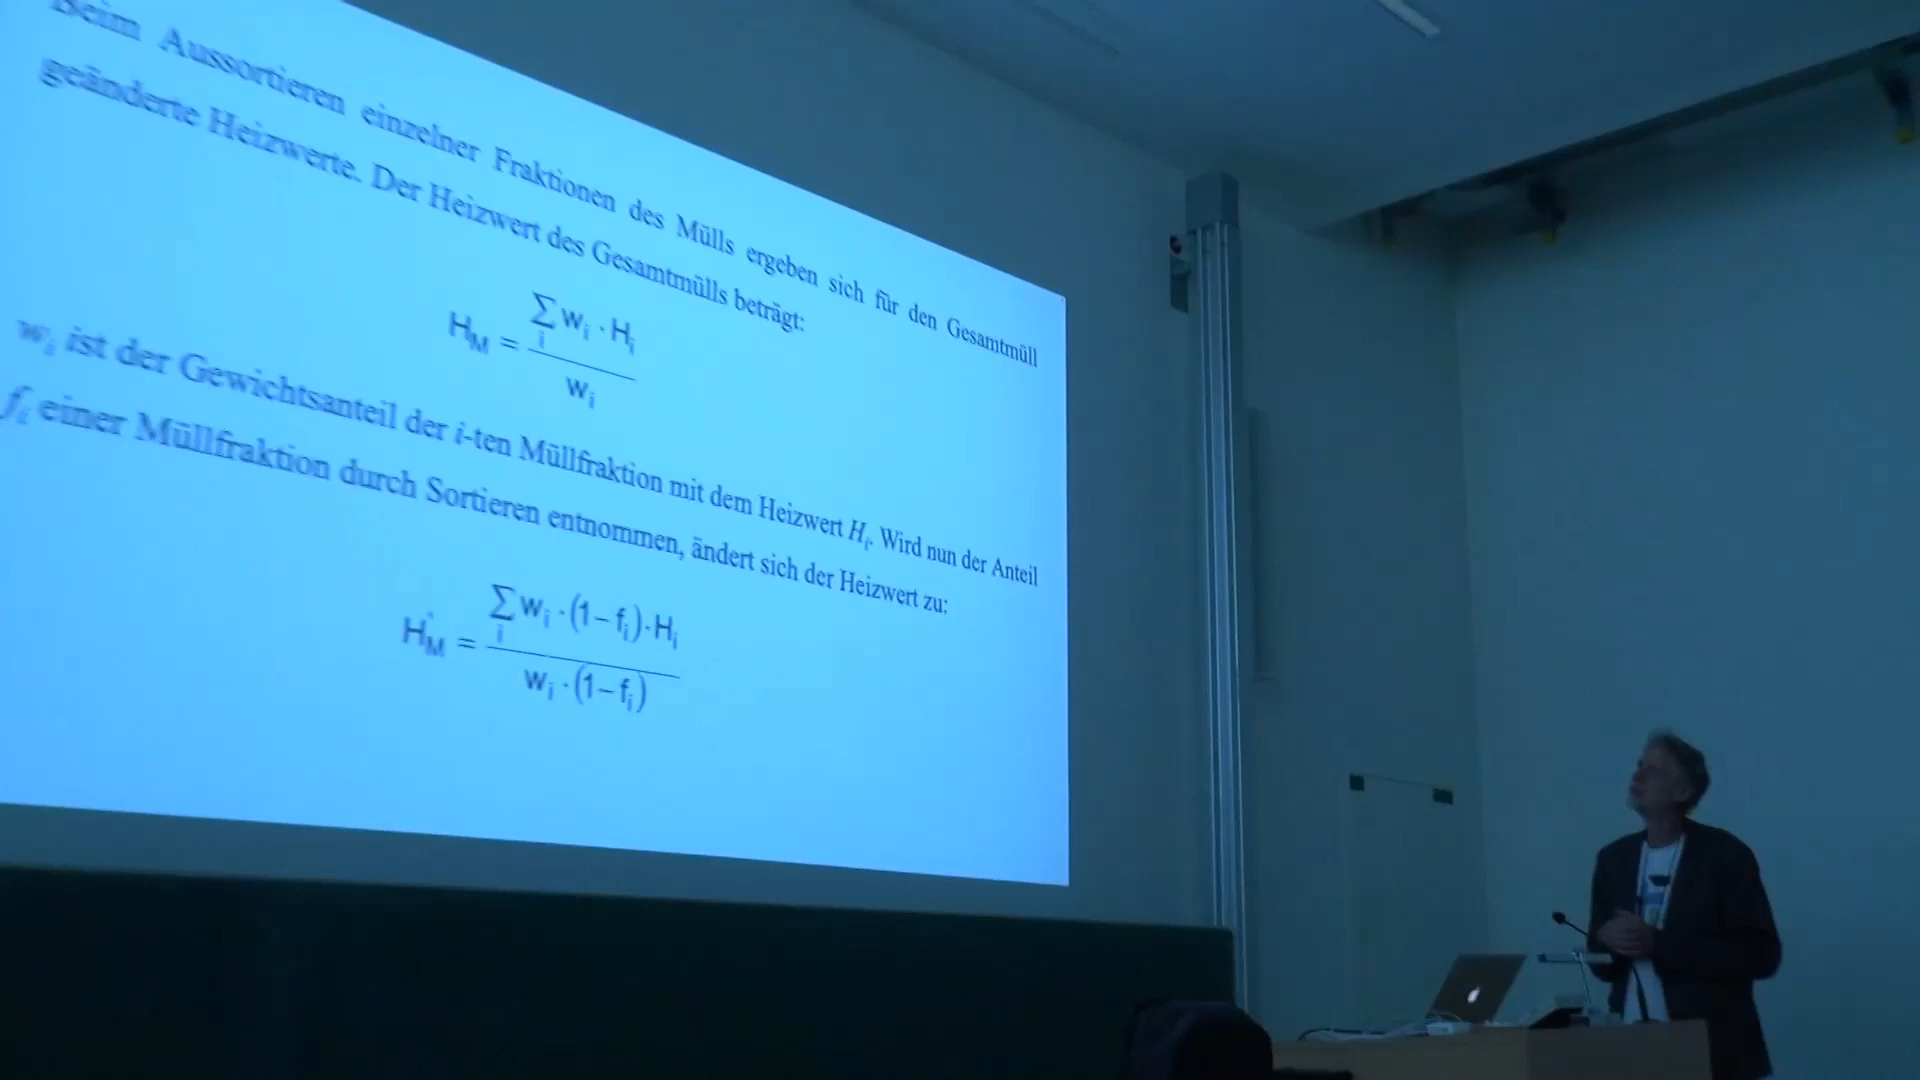 Beim Aussortieren einzelner Fraktionen des Mülls ergeben sich für den Gesamtmüll
geänderte Heizwerte. Der Heizwert des Gesamtmülls beträgt:
H_M = ∑_i w_i · H_i / w_i
w_i ist der Gewichtsanteil der i-ten Müllfraktion mit dem Heizwert H_i. Wird nun der Anteil
f_i einer Müllfraktion durch Sortieren entnommen, ändert sich der Heizwert zu:
H'_M = ∑_i w_i · (1 – f_i) · H_i / w_i · (1 – f_i)